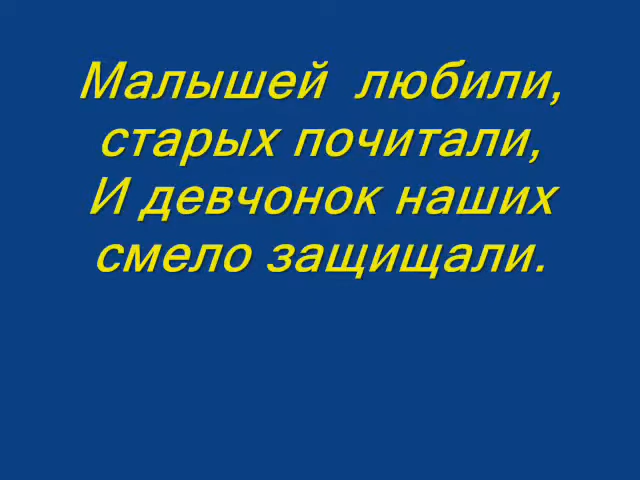 Малышей любили,
старых почитали,
И девчонок наших
смело защищали.